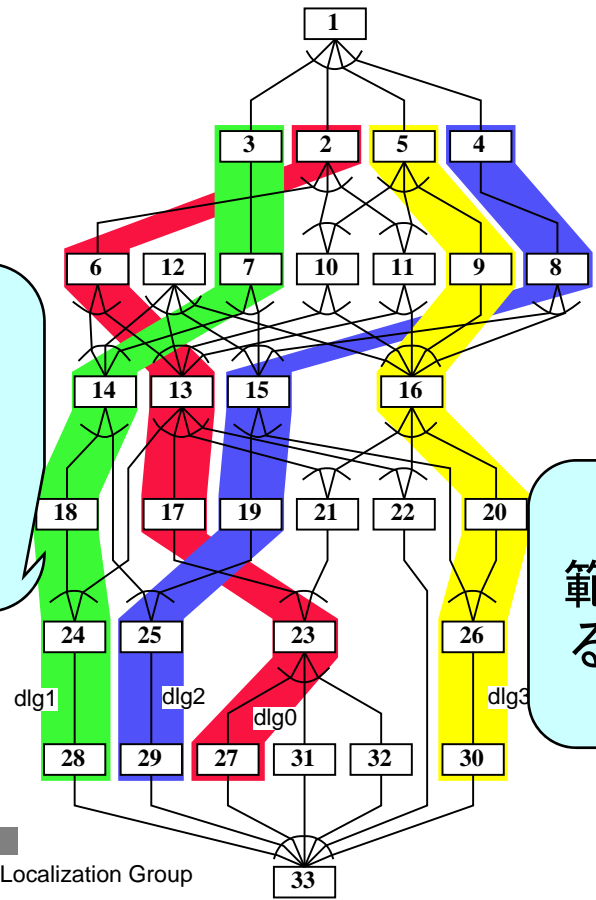 1
3 2 5 4
6 12 7 10 11 9 8
14 13 15 16
18 17 19 21 22 20
範
る
24 25 23 26
dlg1 dlg2 dlg0 dlg3
28 29 27 31 32 30
Localization Group
33